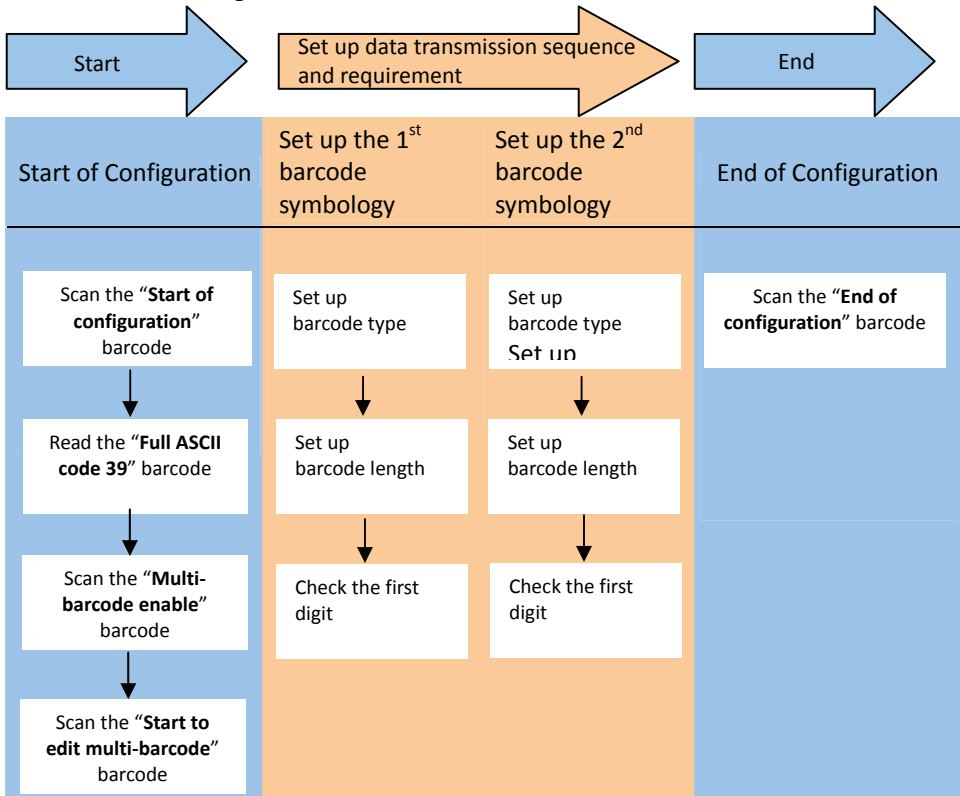 Start
Set up data transmission sequence
and requirement
End
Start of Configuration
Set up the 1st
barcode
symbology
Set up the 2nd
barcode
symbology
End of Configuration
Scan the “Start of
configuration”
barcode
Read the “Full ASCII
code 39” barcode
Scan the “Multi-
barcode enable”
barcode
Scan the “Start to
edit multi-barcode”
barcode
Set up
barcode type
Set up
barcode length
Check the first
digit
Set up
barcode type
Set up
Set up
barcode length
Check the first
digit
Scan the “End of
configuration” barcode